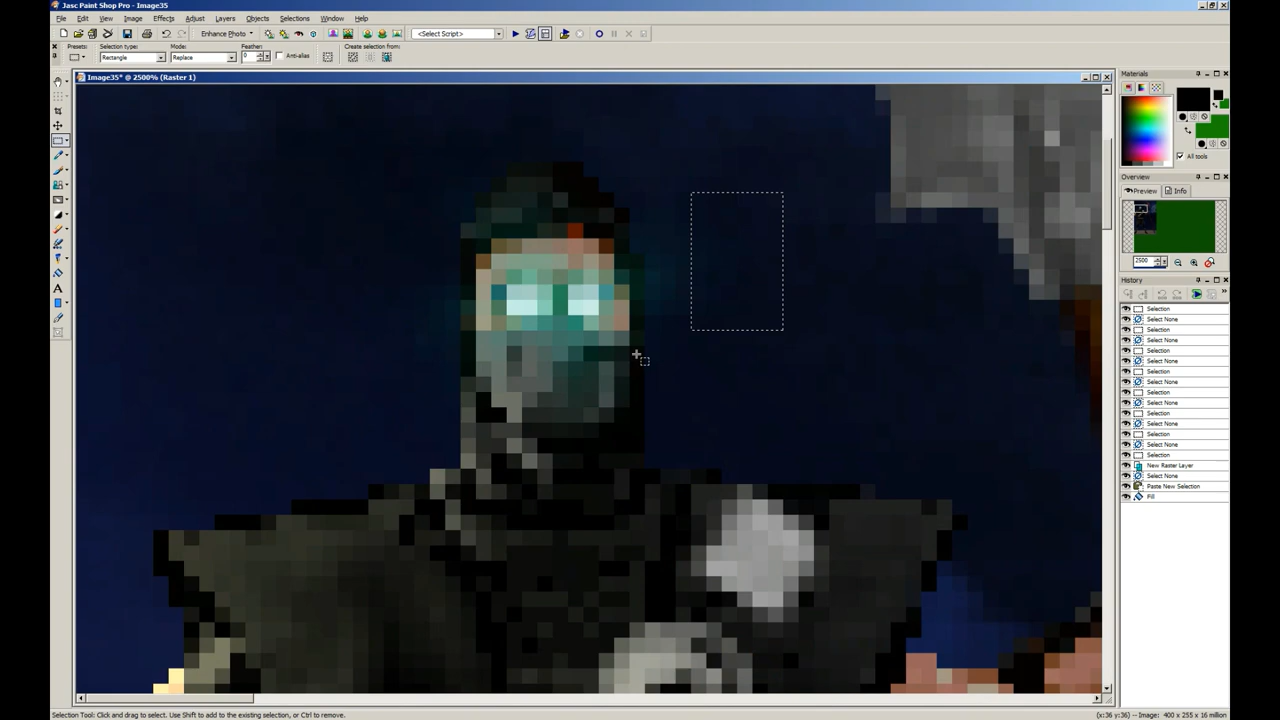 Jasc Paint Shop Pro - Image35
File Edit View Image Effects Adjust Layers Objects Selections Window Help
Enhance Photo <Select Script>
Presets: Selection type: Mode: Feather: Create selection from:
Rectangle Replace 0 Anti-alias
Image35* @ 2500% (Raster 1)
Materials
All tools
Overview
Preview Info
2500
History
Selection
Select None
Selection
Select None
Selection
Select None
Selection
Select None
Selection
Select None
Selection
Select None
Selection
Select None
Selection
New Raster Layer
Select None
Paste New Selection
Fill
A
Selection Tool: Click and drag to select. Use Shift to add to the existing selection, or Ctrl to remove.
(x:36 y:36) -- Image: 400 x 255 x 16 million